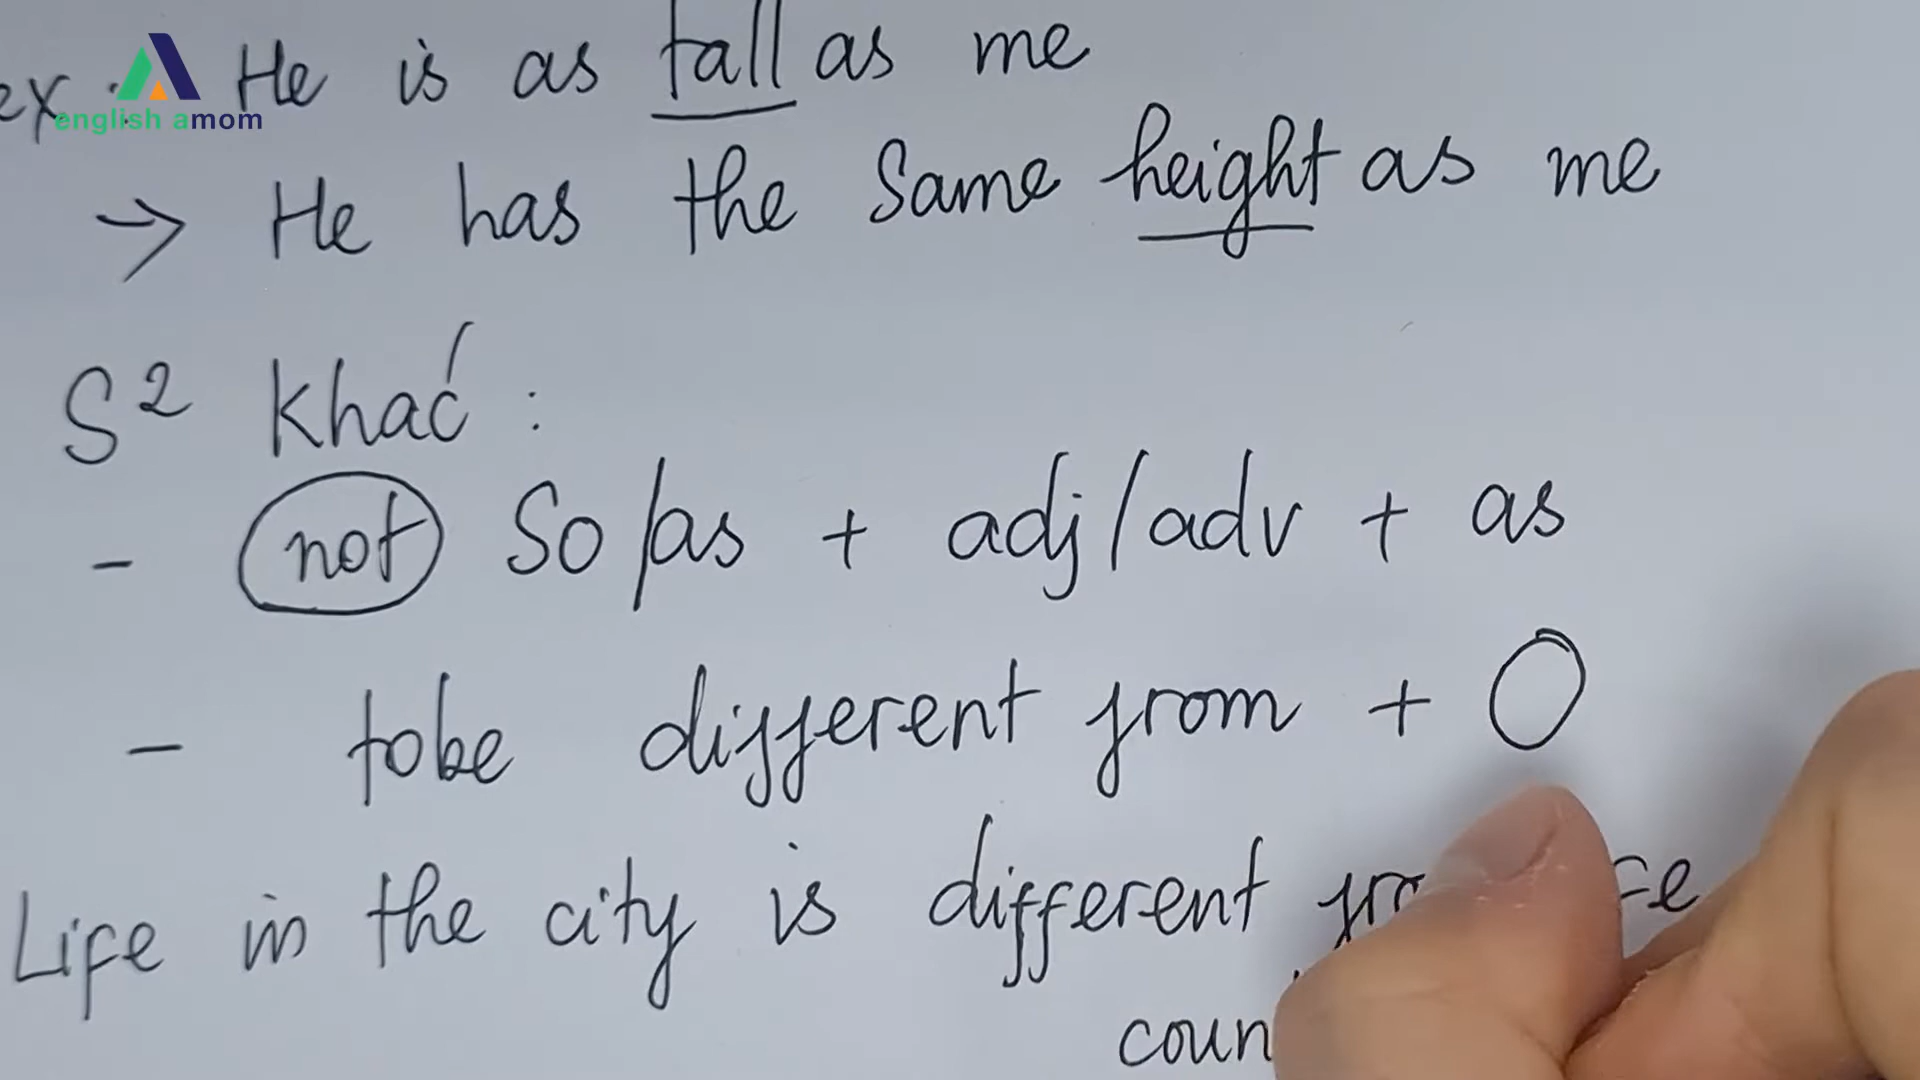 ex: He is as tall as me
english amom
→ He has the same height as me
S² khác:
- not so/as + adj/adv + as
- tobe different from + O
Life in the city is different